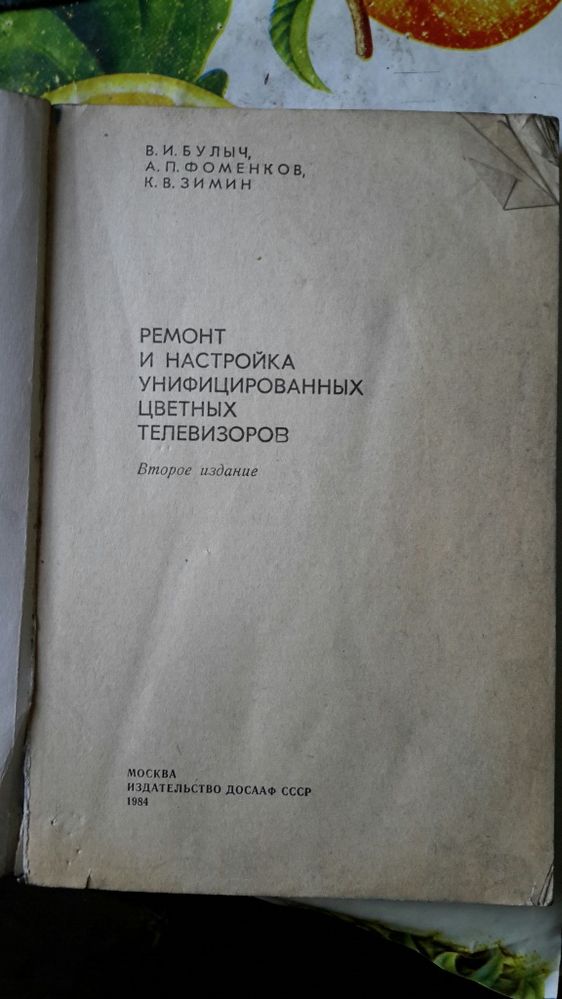 В. И. БУЛЫЧ,
А. П. ФОМЕНКОВ,
К. В. ЗИМИН
РЕМОНТ
И НАСТРОЙКА
УНИФИЦИРОВАННЫХ
ЦВЕТНЫХ
ТЕЛЕВИЗОРОВ
Второе издание
МОСКВА
ИЗДАТЕЛЬСТВО ДОСААФ СССР
1984